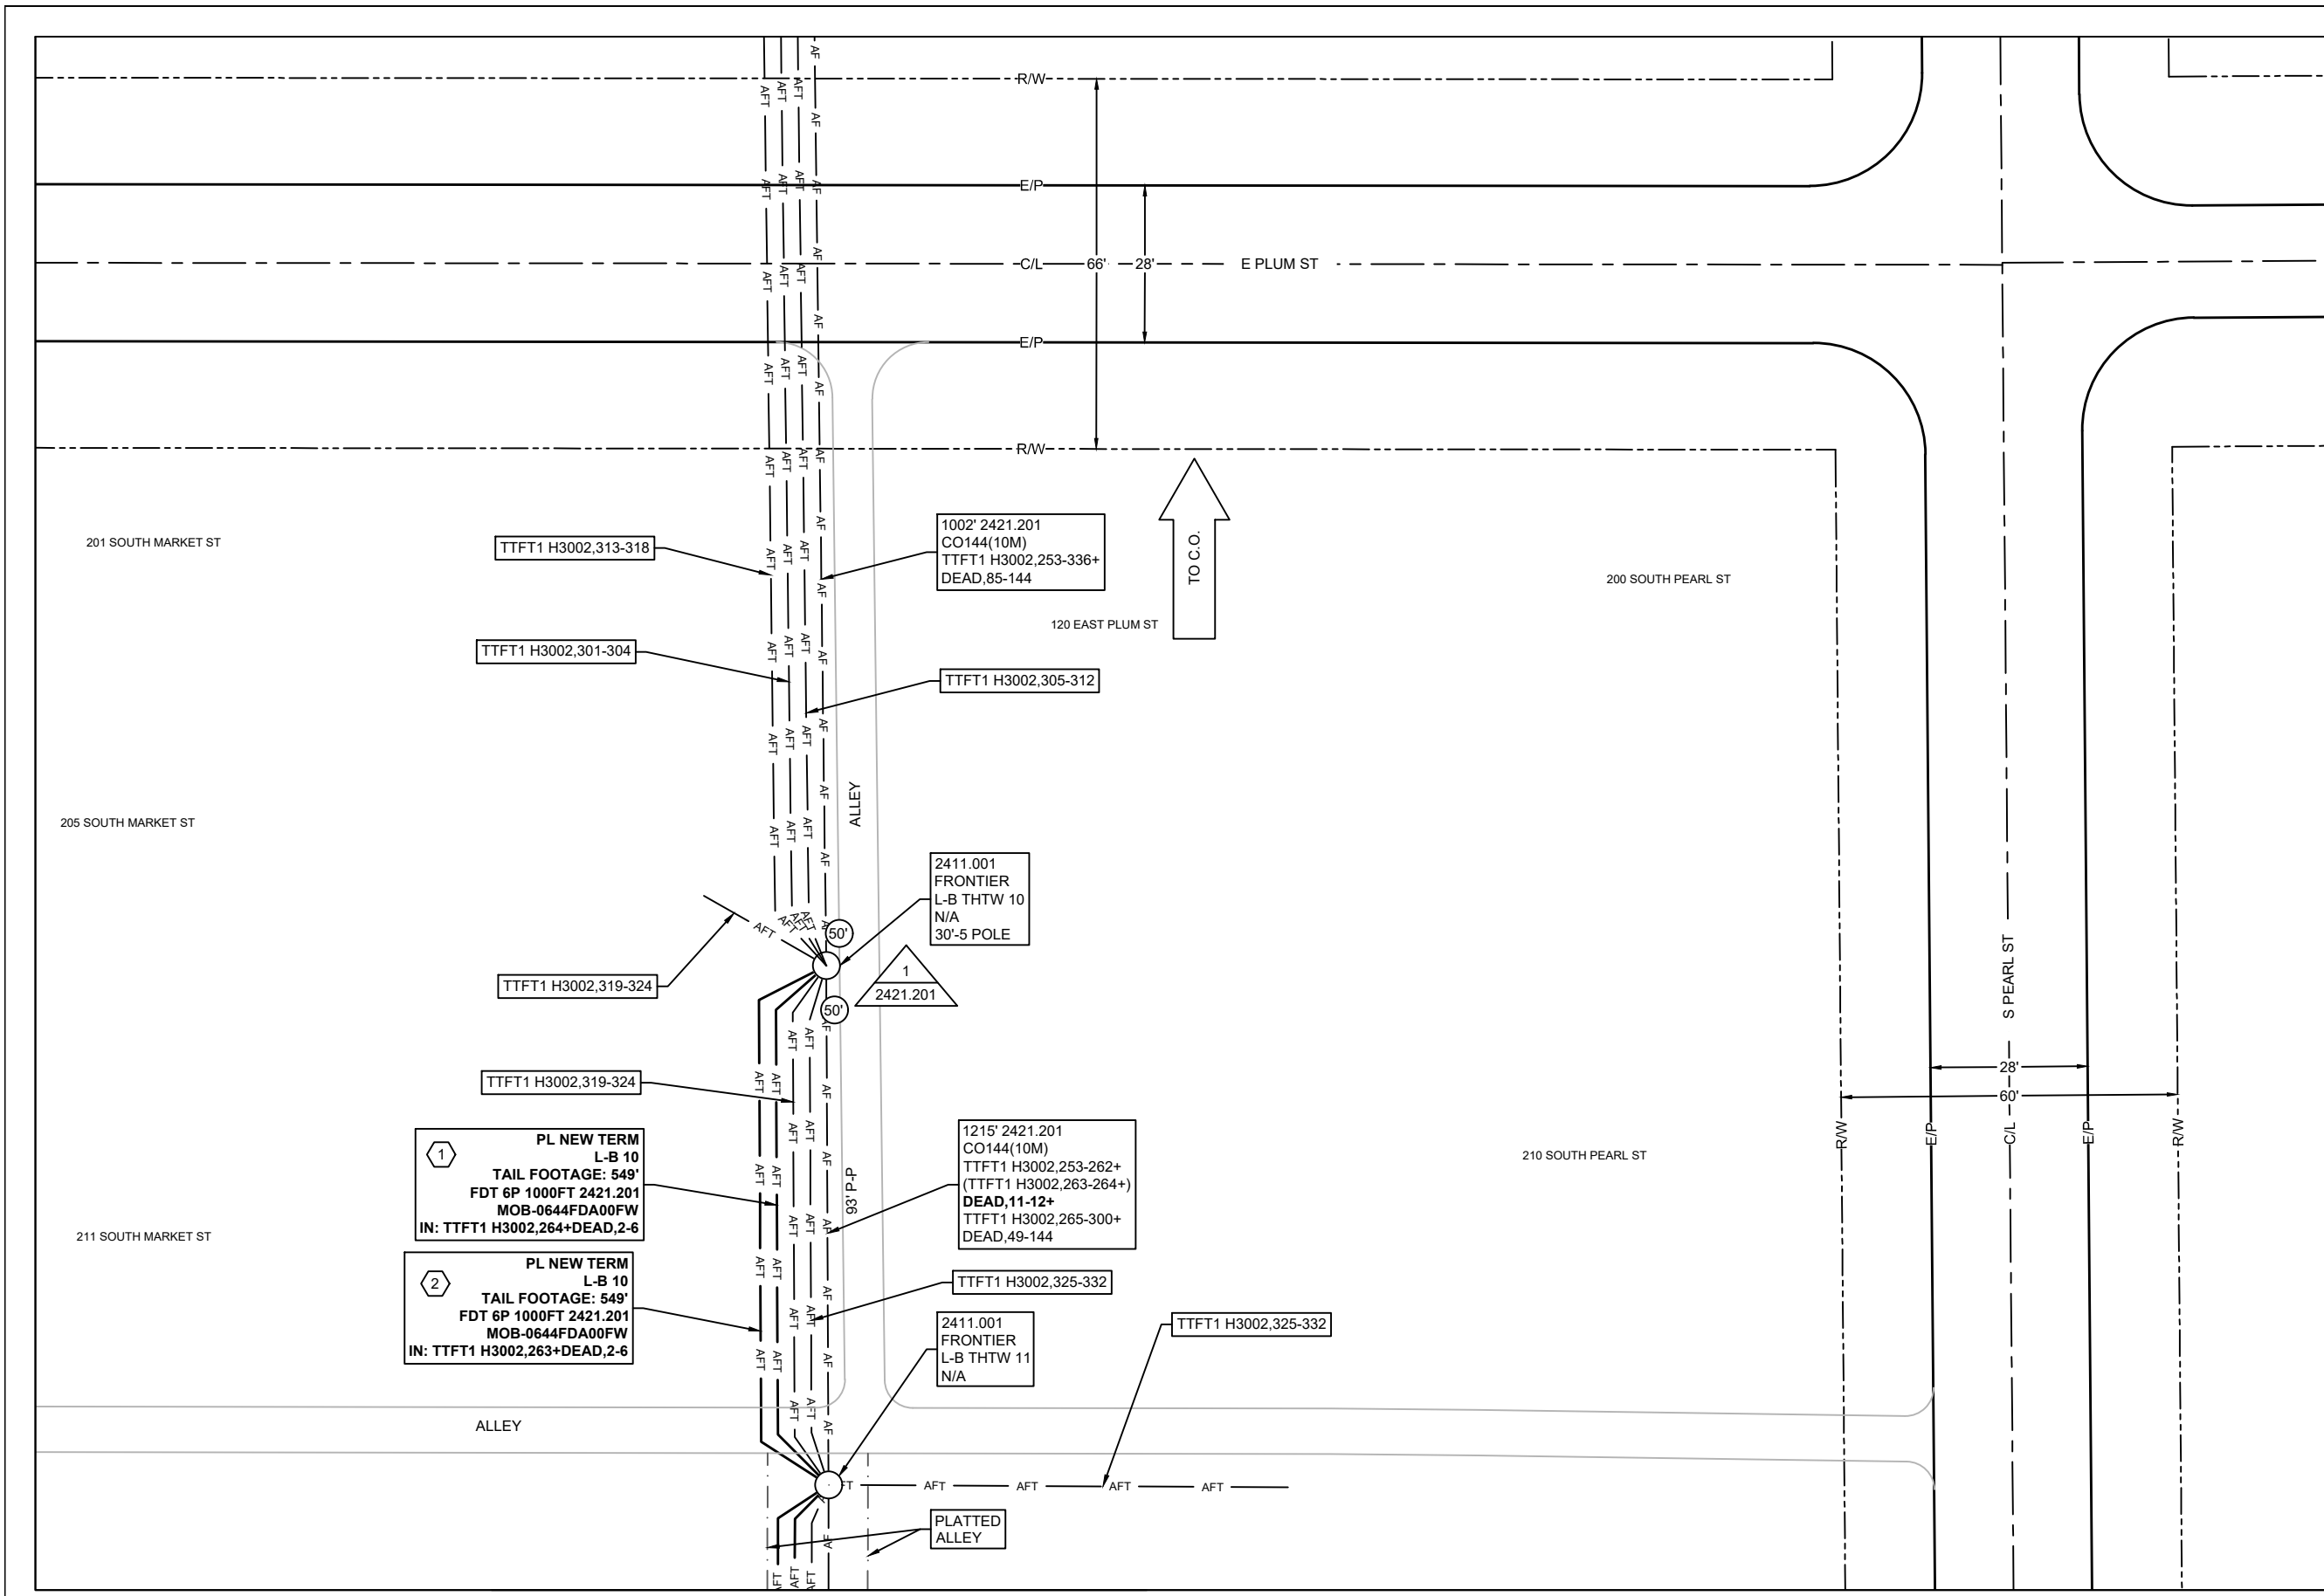 R/W
E/P
C/L
66'
28'
E PLUM ST
E/P
R/W
201 SOUTH MARKET ST
TTFT1 H3002,313-318
1002' 2421.201
CO144(10M)
TTFT1 H3002,253-336+
DEAD,85-144
TO C.O.
200 SOUTH PEARL ST
120 EAST PLUM ST
TTFT1 H3002,301-304
TTFT1 H3002,305-312
205 SOUTH MARKET ST
ALLEY
2411.001
FRONTIER
L-B THTW 10
N/A
30'-5 POLE
50'
1
2421.201
50'
TTFT1 H3002,319-324
S PEARL ST
TTFT1 H3002,319-324
28'
60'
R/W
E/P
C/L
E/P
R/W
1
PL NEW TERM
L-B 10
TAIL FOOTAGE: 549'
FDT 6P 1000FT 2421.201
MOB-0644FDA00FW
IN: TTFT1 H3002,264+DEAD,2-6
93' P-P
1215' 2421.201
CO144(10M)
TTFT1 H3002,253-262+
(TTFT1 H3002,263-264+)
DEAD,11-12+
TTFT1 H3002,265-300+
DEAD,49-144
210 SOUTH PEARL ST
211 SOUTH MARKET ST
2
PL NEW TERM
L-B 10
TAIL FOOTAGE: 549'
FDT 6P 1000FT 2421.201
MOB-0644FDA00FW
IN: TTFT1 H3002,263+DEAD,2-6
TTFT1 H3002,325-332
2411.001
FRONTIER
L-B THTW 11
N/A
TTFT1 H3002,325-332
ALLEY
AFT AFT AFT AFT
PLATTED
ALLEY